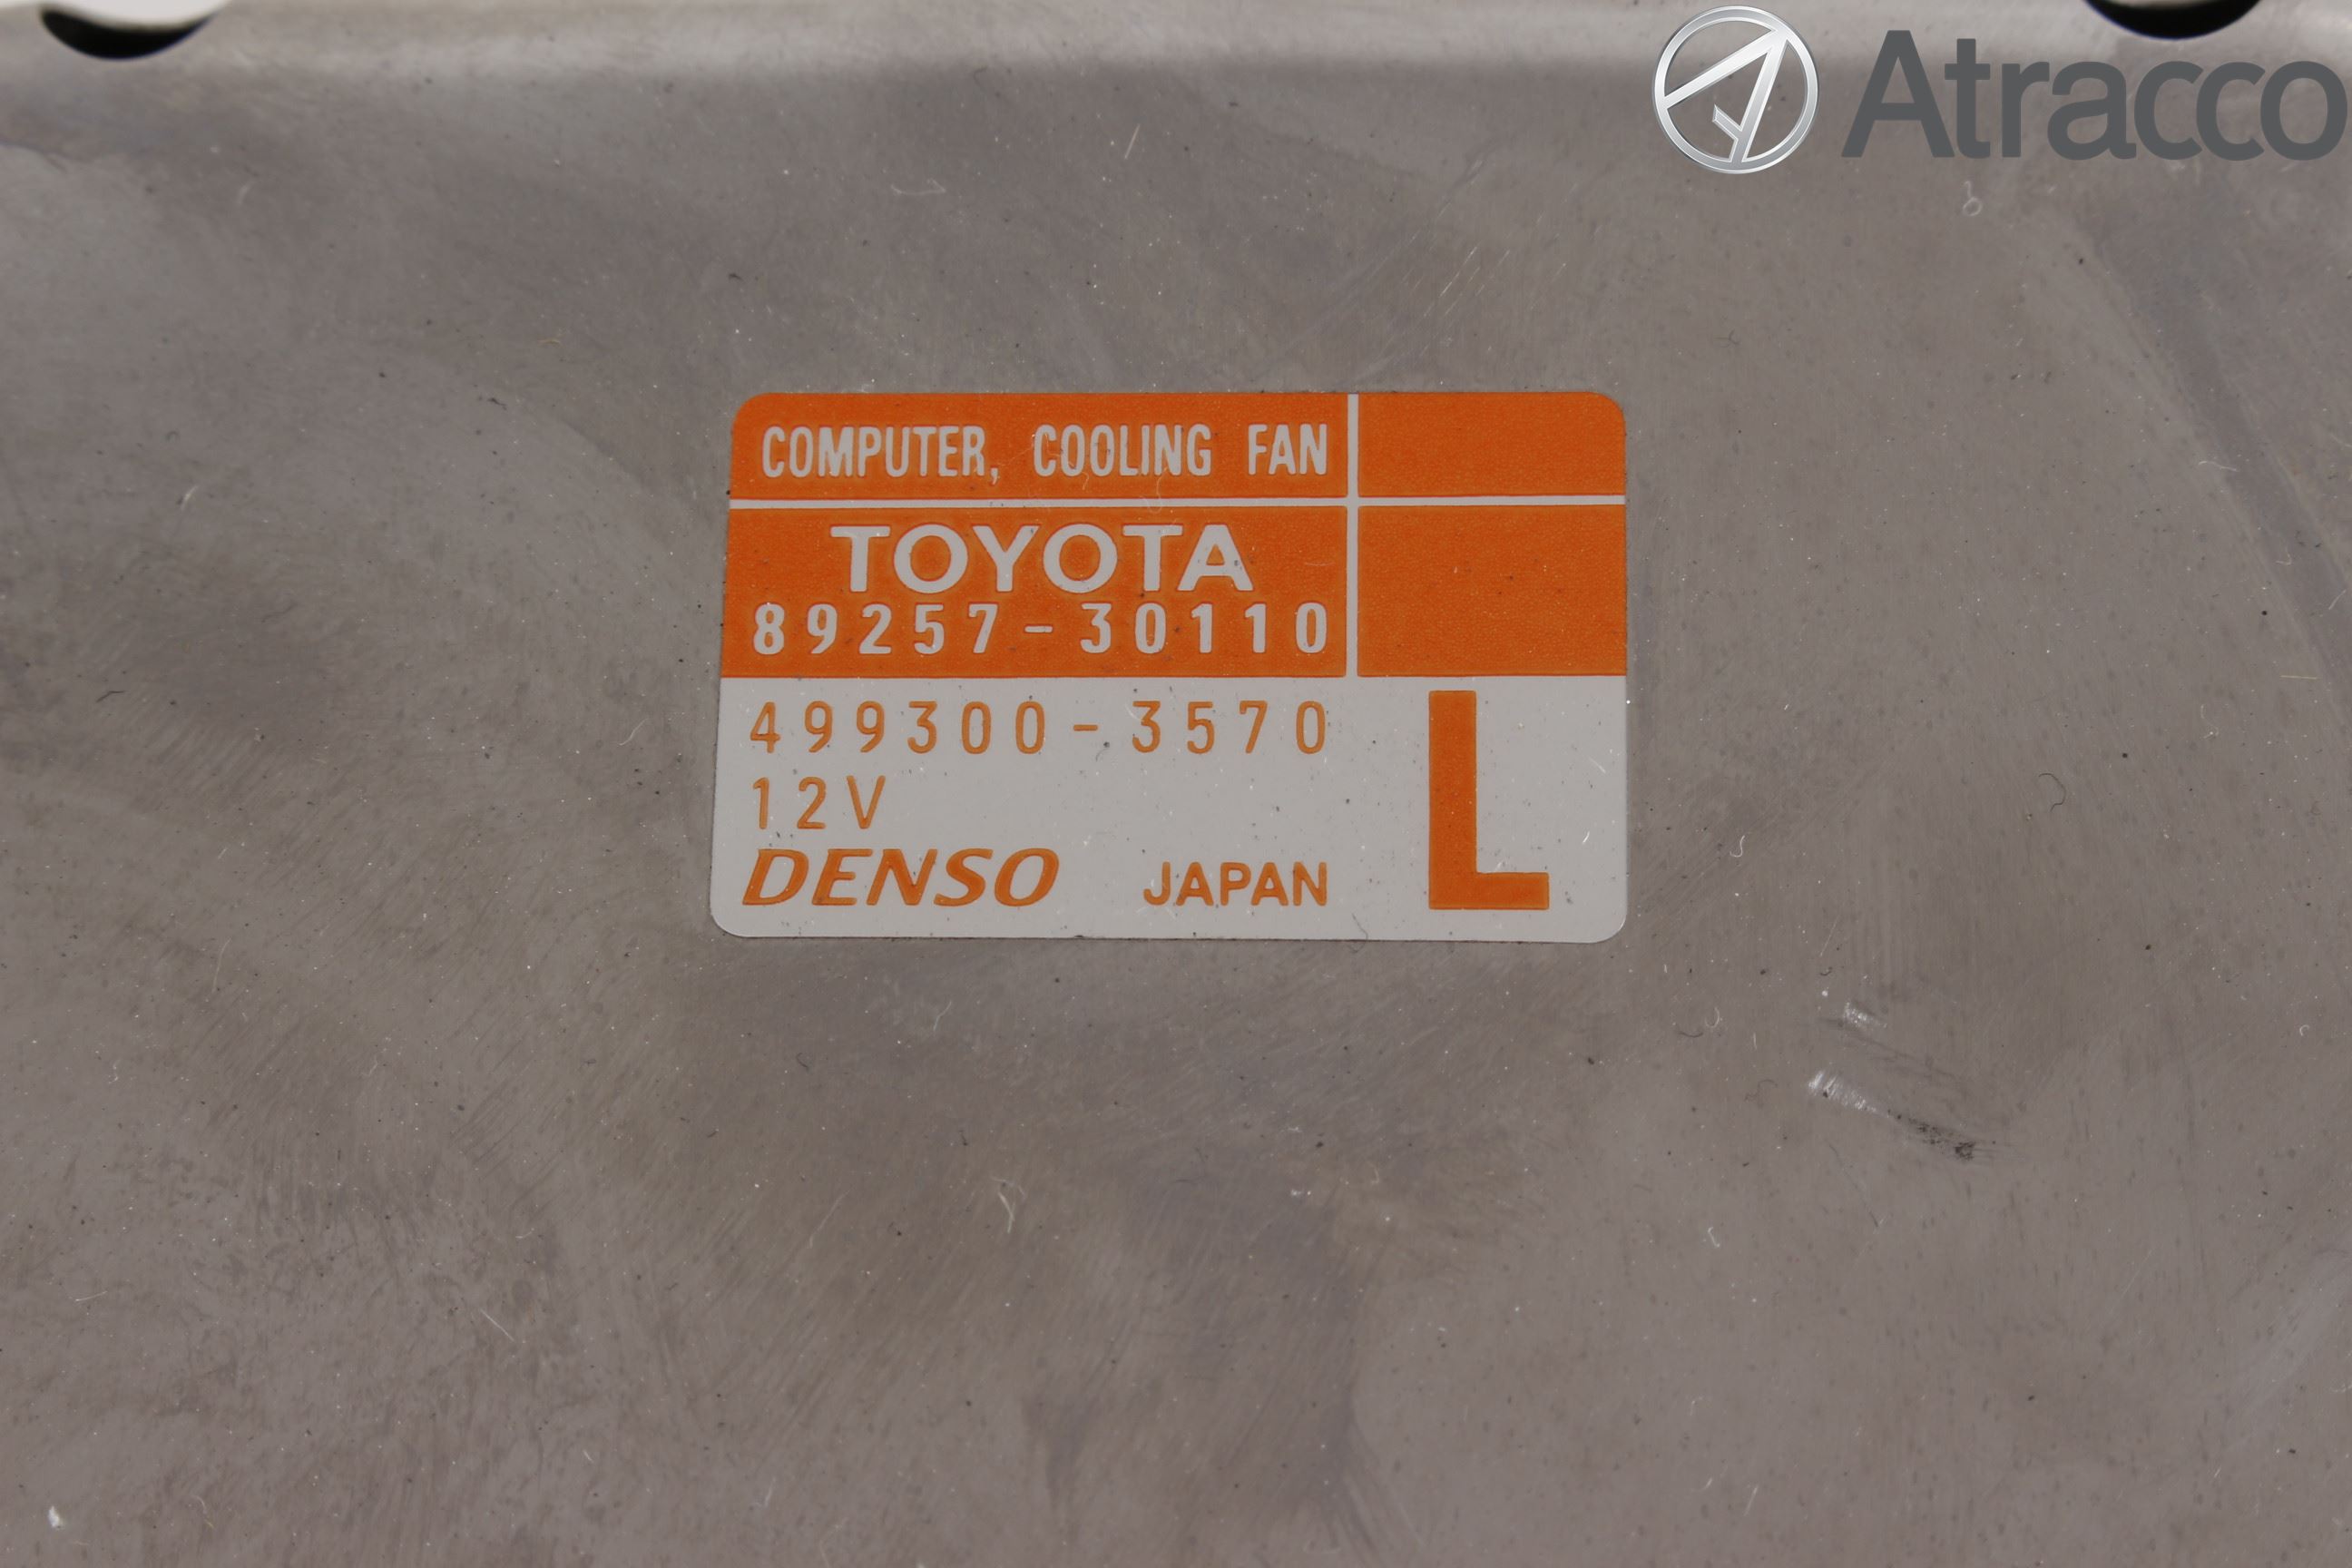 Atracco
COMPUTER, COOLING FAN
TOYOTA
89257-30110
499300-3570
12V
L
DENSO JAPAN